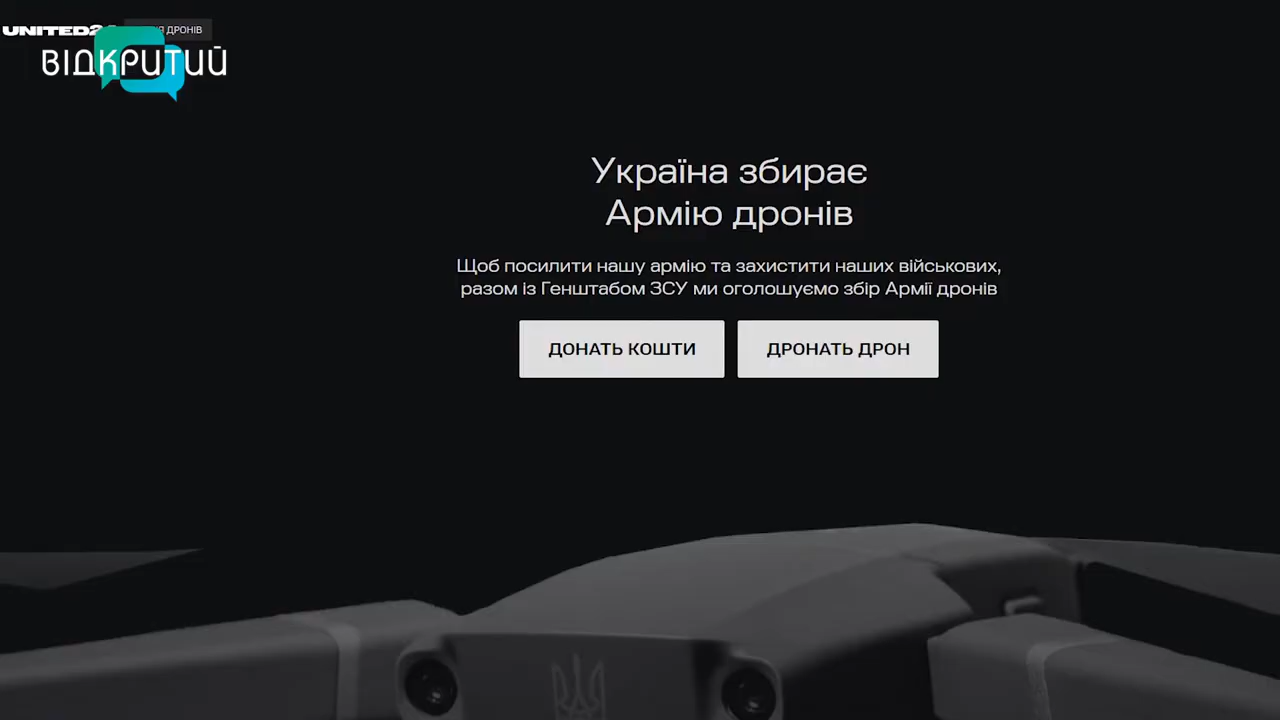 ДРОНІВ
ВІДКРИТИЙ
Україна збирає
Армію дронів
Щоб посилити нашу армію та захистити наших військових,
разом із Генштабом ЗСУ ми оголошуємо збір Армії дронів
ДОНАТЬ КОШТИ
ДРОНАТЬ ДРОН